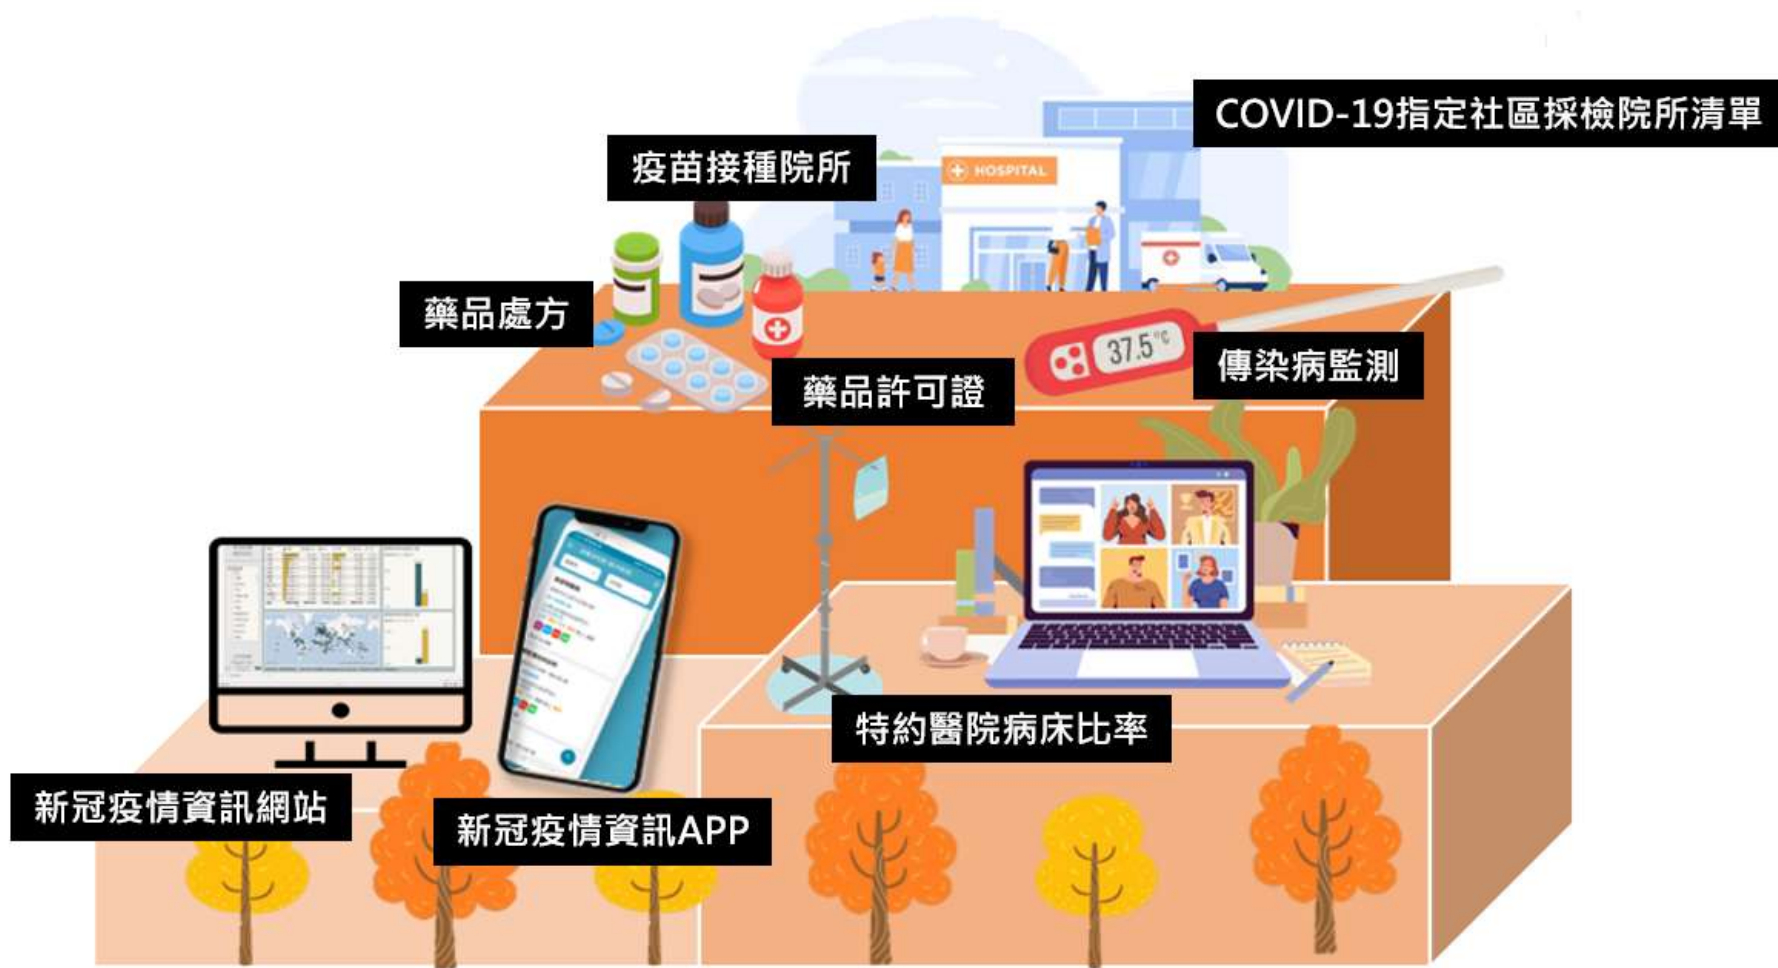 COVID-19指定社區採檢院所清單
疫苗接種院所
HOSPITAL
藥品處方
37.5°C
傳染病監測
藥品許可證
特約醫院病床比率
新冠疫情資訊網站
新冠疫情資訊APP